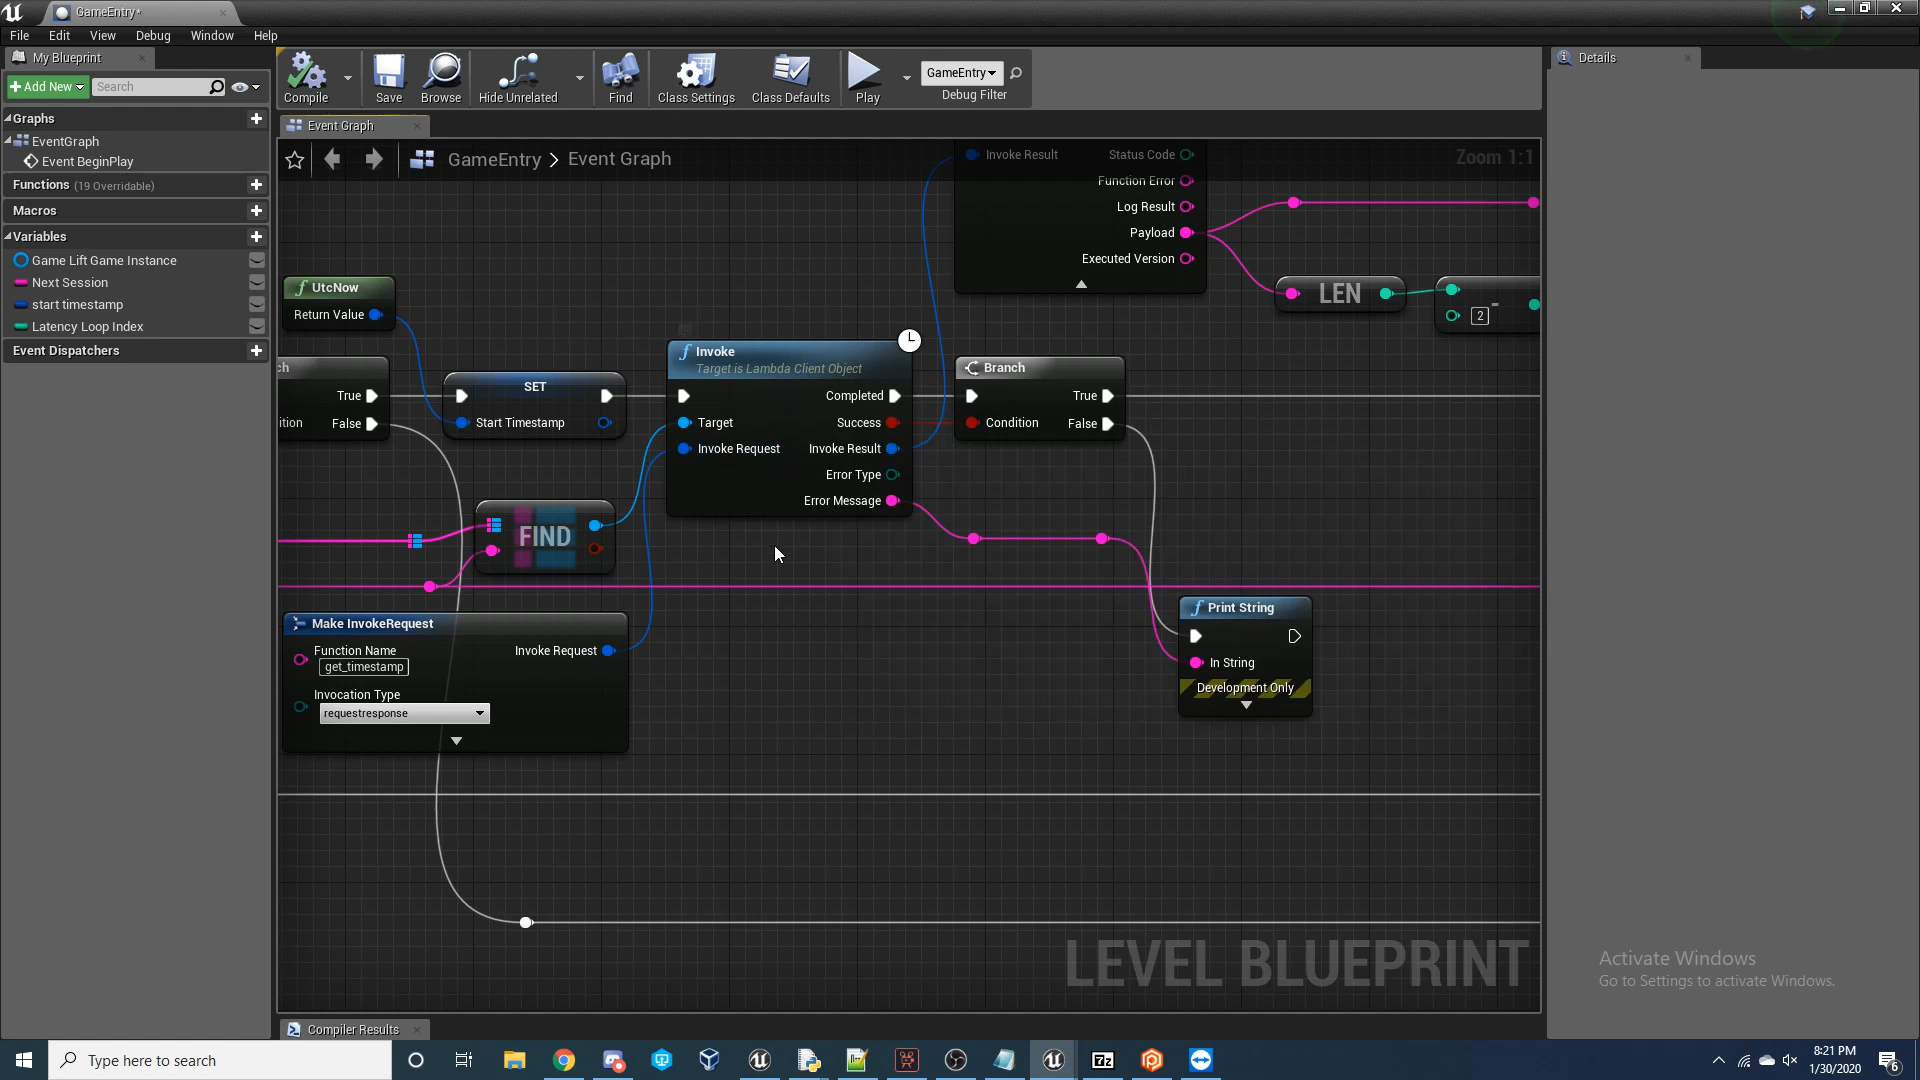 GameEntry*
File Edit View Debug Window Help
My Blueprint
Add New Search
Graphs
EventGraph
Event BeginPlay
Functions (19 Overridable)
Macros
Variables
Game Lift Game Instance
Next Session
start timestamp
Latency Loop Index
Event Dispatchers
Compile Save Browse Hide Unrelated Find Class Settings Class Defaults Play
GameEntry
Debug Filter
Event Graph
GameEntry > Event Graph
Zoom 1:1
Invoke Result Status Code
Function Error
Log Result
Payload
Executed Version
LEN
-
2
UtcNow
Return Value
ch
True
ition False
SET
Start Timestamp
Invoke
Target is Lambda Client Object
Completed
Target Success
Invoke Request Invoke Result
Error Type
Error Message
Branch
True
Condition False
FIND
Make InvokeRequest
Function Name Invoke Request
get_timestamp
Invocation Type
requestresponse
Print String
In String
Development Only
LEVEL BLUEPRINT
Compiler Results
Details
Activate Windows
Go to Settings to activate Windows.
Type here to search
7z
8:21 PM
1/30/2020
6